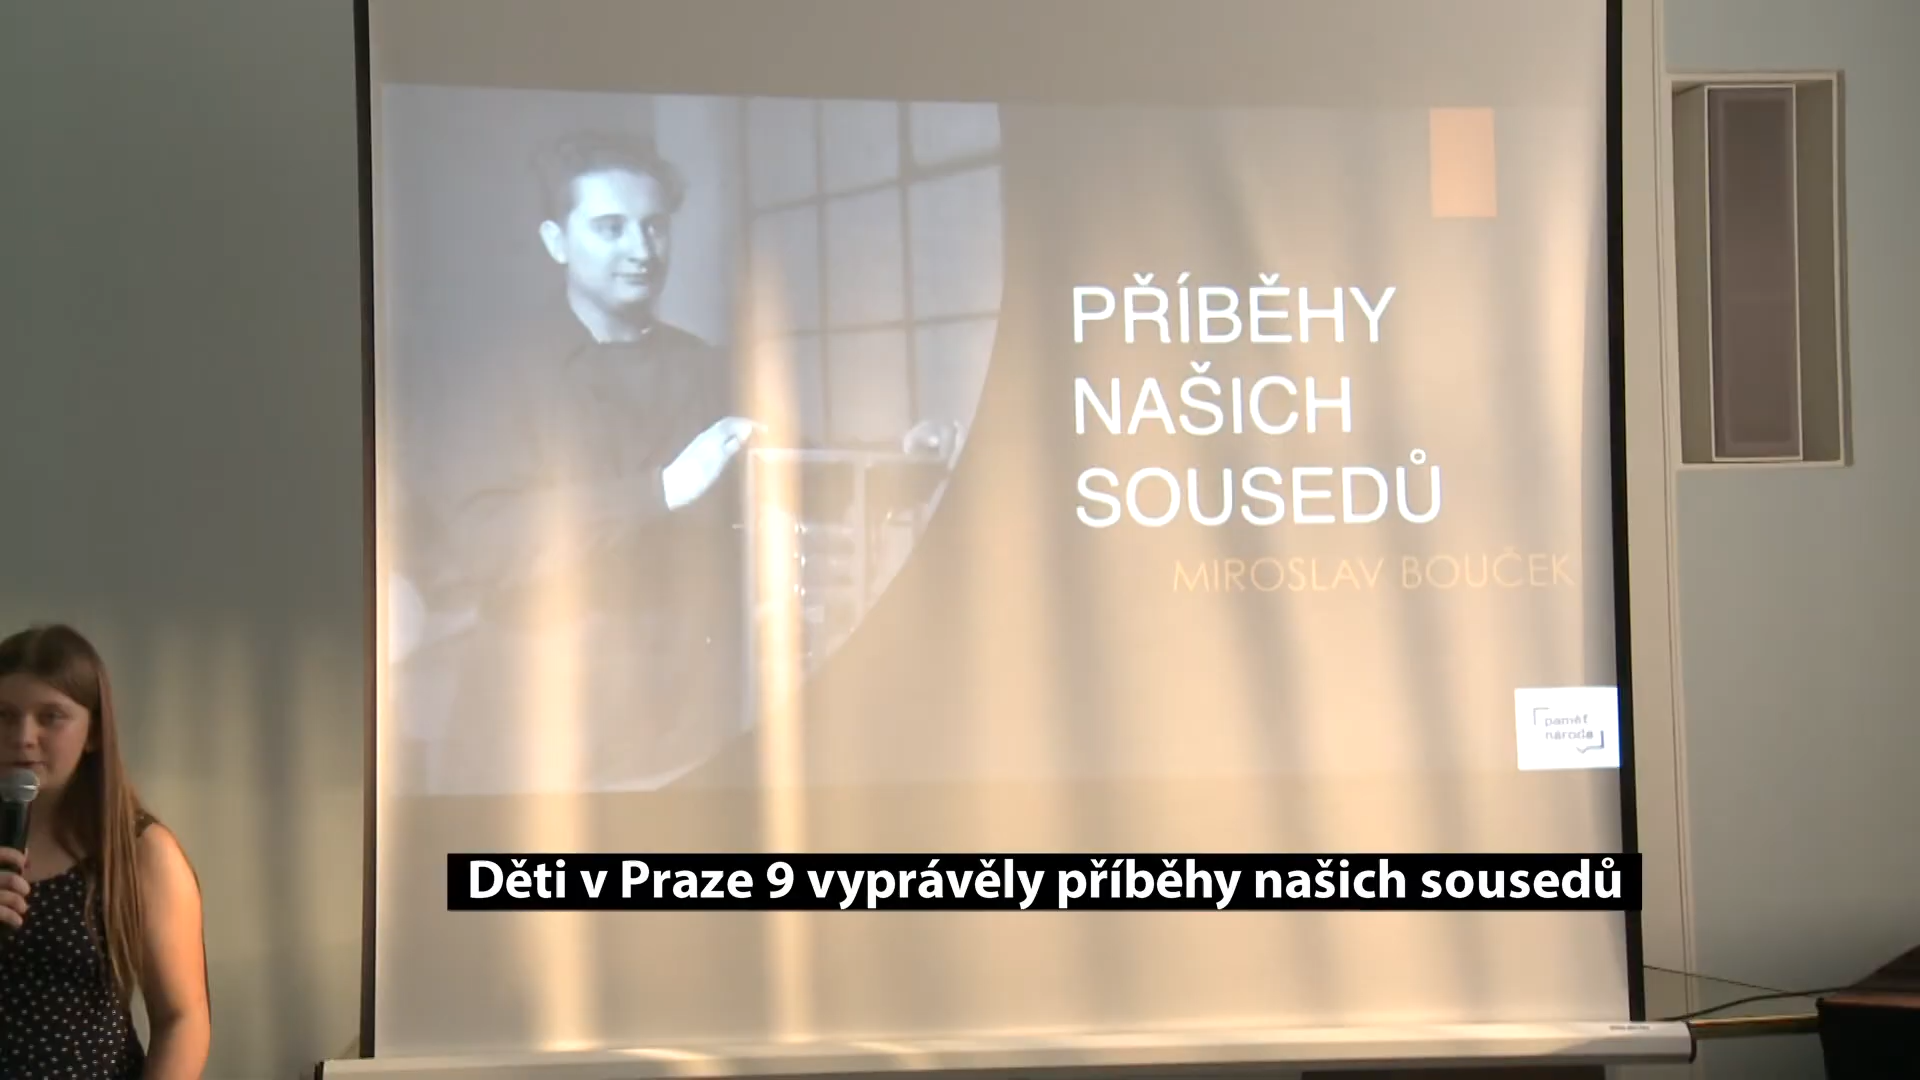 PŘÍBĚHY
NAŠICH
SOUSEDŮ
MIROSLAV BOUČEK
paměť
národa
Děti v Praze 9 vyprávěly příběhy našich sousedů